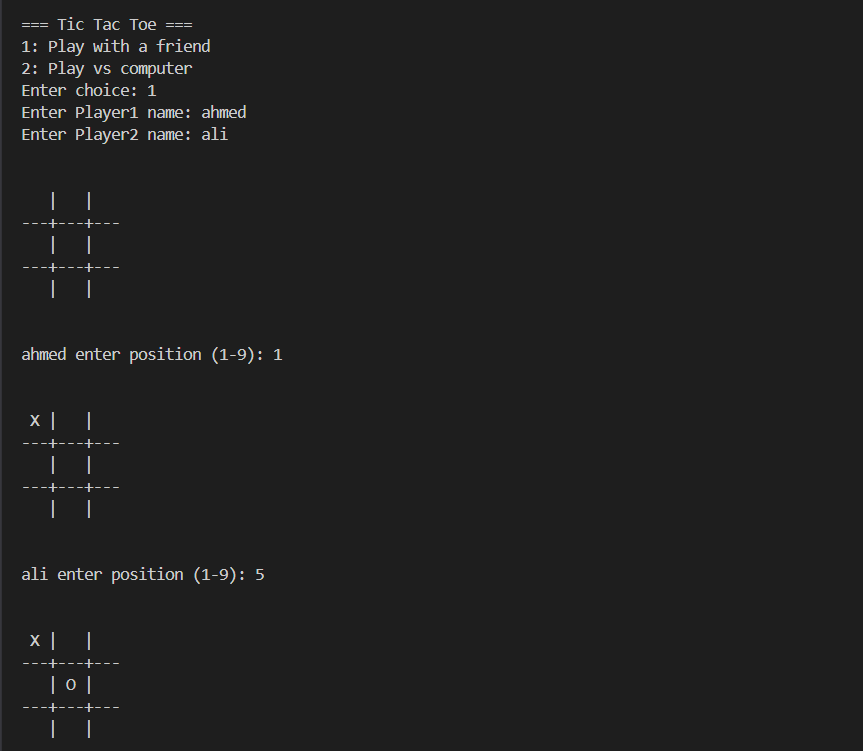 === Tic Tac Toe ===
1: Play with a friend
2: Play vs computer
Enter choice: 1
Enter Player1 name: ahmed
Enter Player2 name: ali
   |   |
---+---+---
   |   |
---+---+---
   |   |
ahmed enter position (1-9): 1
 X |   |
---+---+---
   |   |
---+---+---
   |   |
ali enter position (1-9): 5
 X |   |
---+---+---
   | O |
---+---+---
   |   |